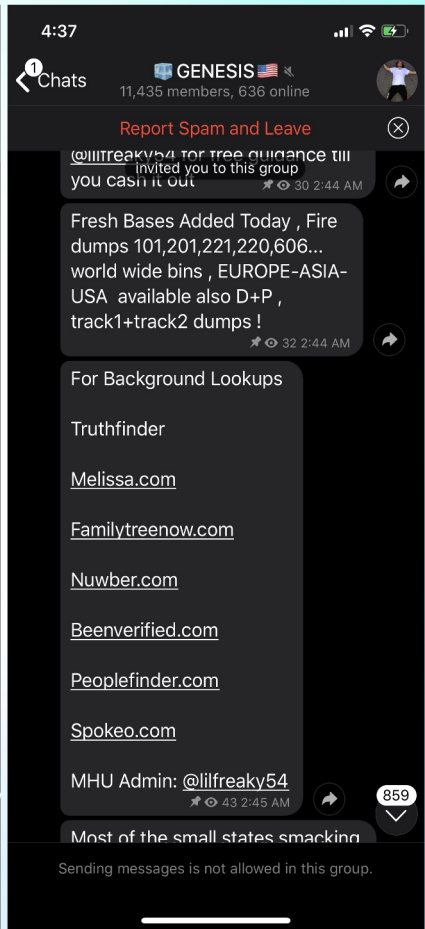 4:37
1
Chats
GENESIS
11,435 members, 636 online
Report Spam and Leave
@lilfreaky54 for free guidance till
invited you to this group
you cash it out
30 2:44 AM
Fresh Bases Added Today , Fire
dumps 101,201,221,220,606...
world wide bins , EUROPE-ASIA-
USA  available also D+P ,
track1+track2 dumps !
32 2:44 AM
For Background Lookups
Truthfinder
Melissa.com
Familytreenow.com
Nuwber.com
Beenverified.com
Peoplefinder.com
Spokeo.com
MHU Admin: @lilfreaky54
43 2:45 AM
859
Most of the small states smacking
Sending messages is not allowed in this group.